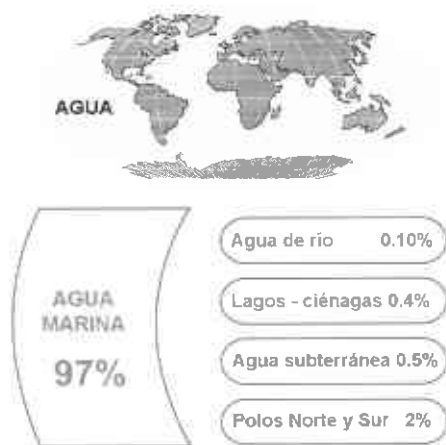 AGUA
AGUA
MARINA
97%
Agua de río 0.10%
Lagos - ciénagas 0.4%
Agua subterránea 0.5%
Polos Norte y Sur 2%